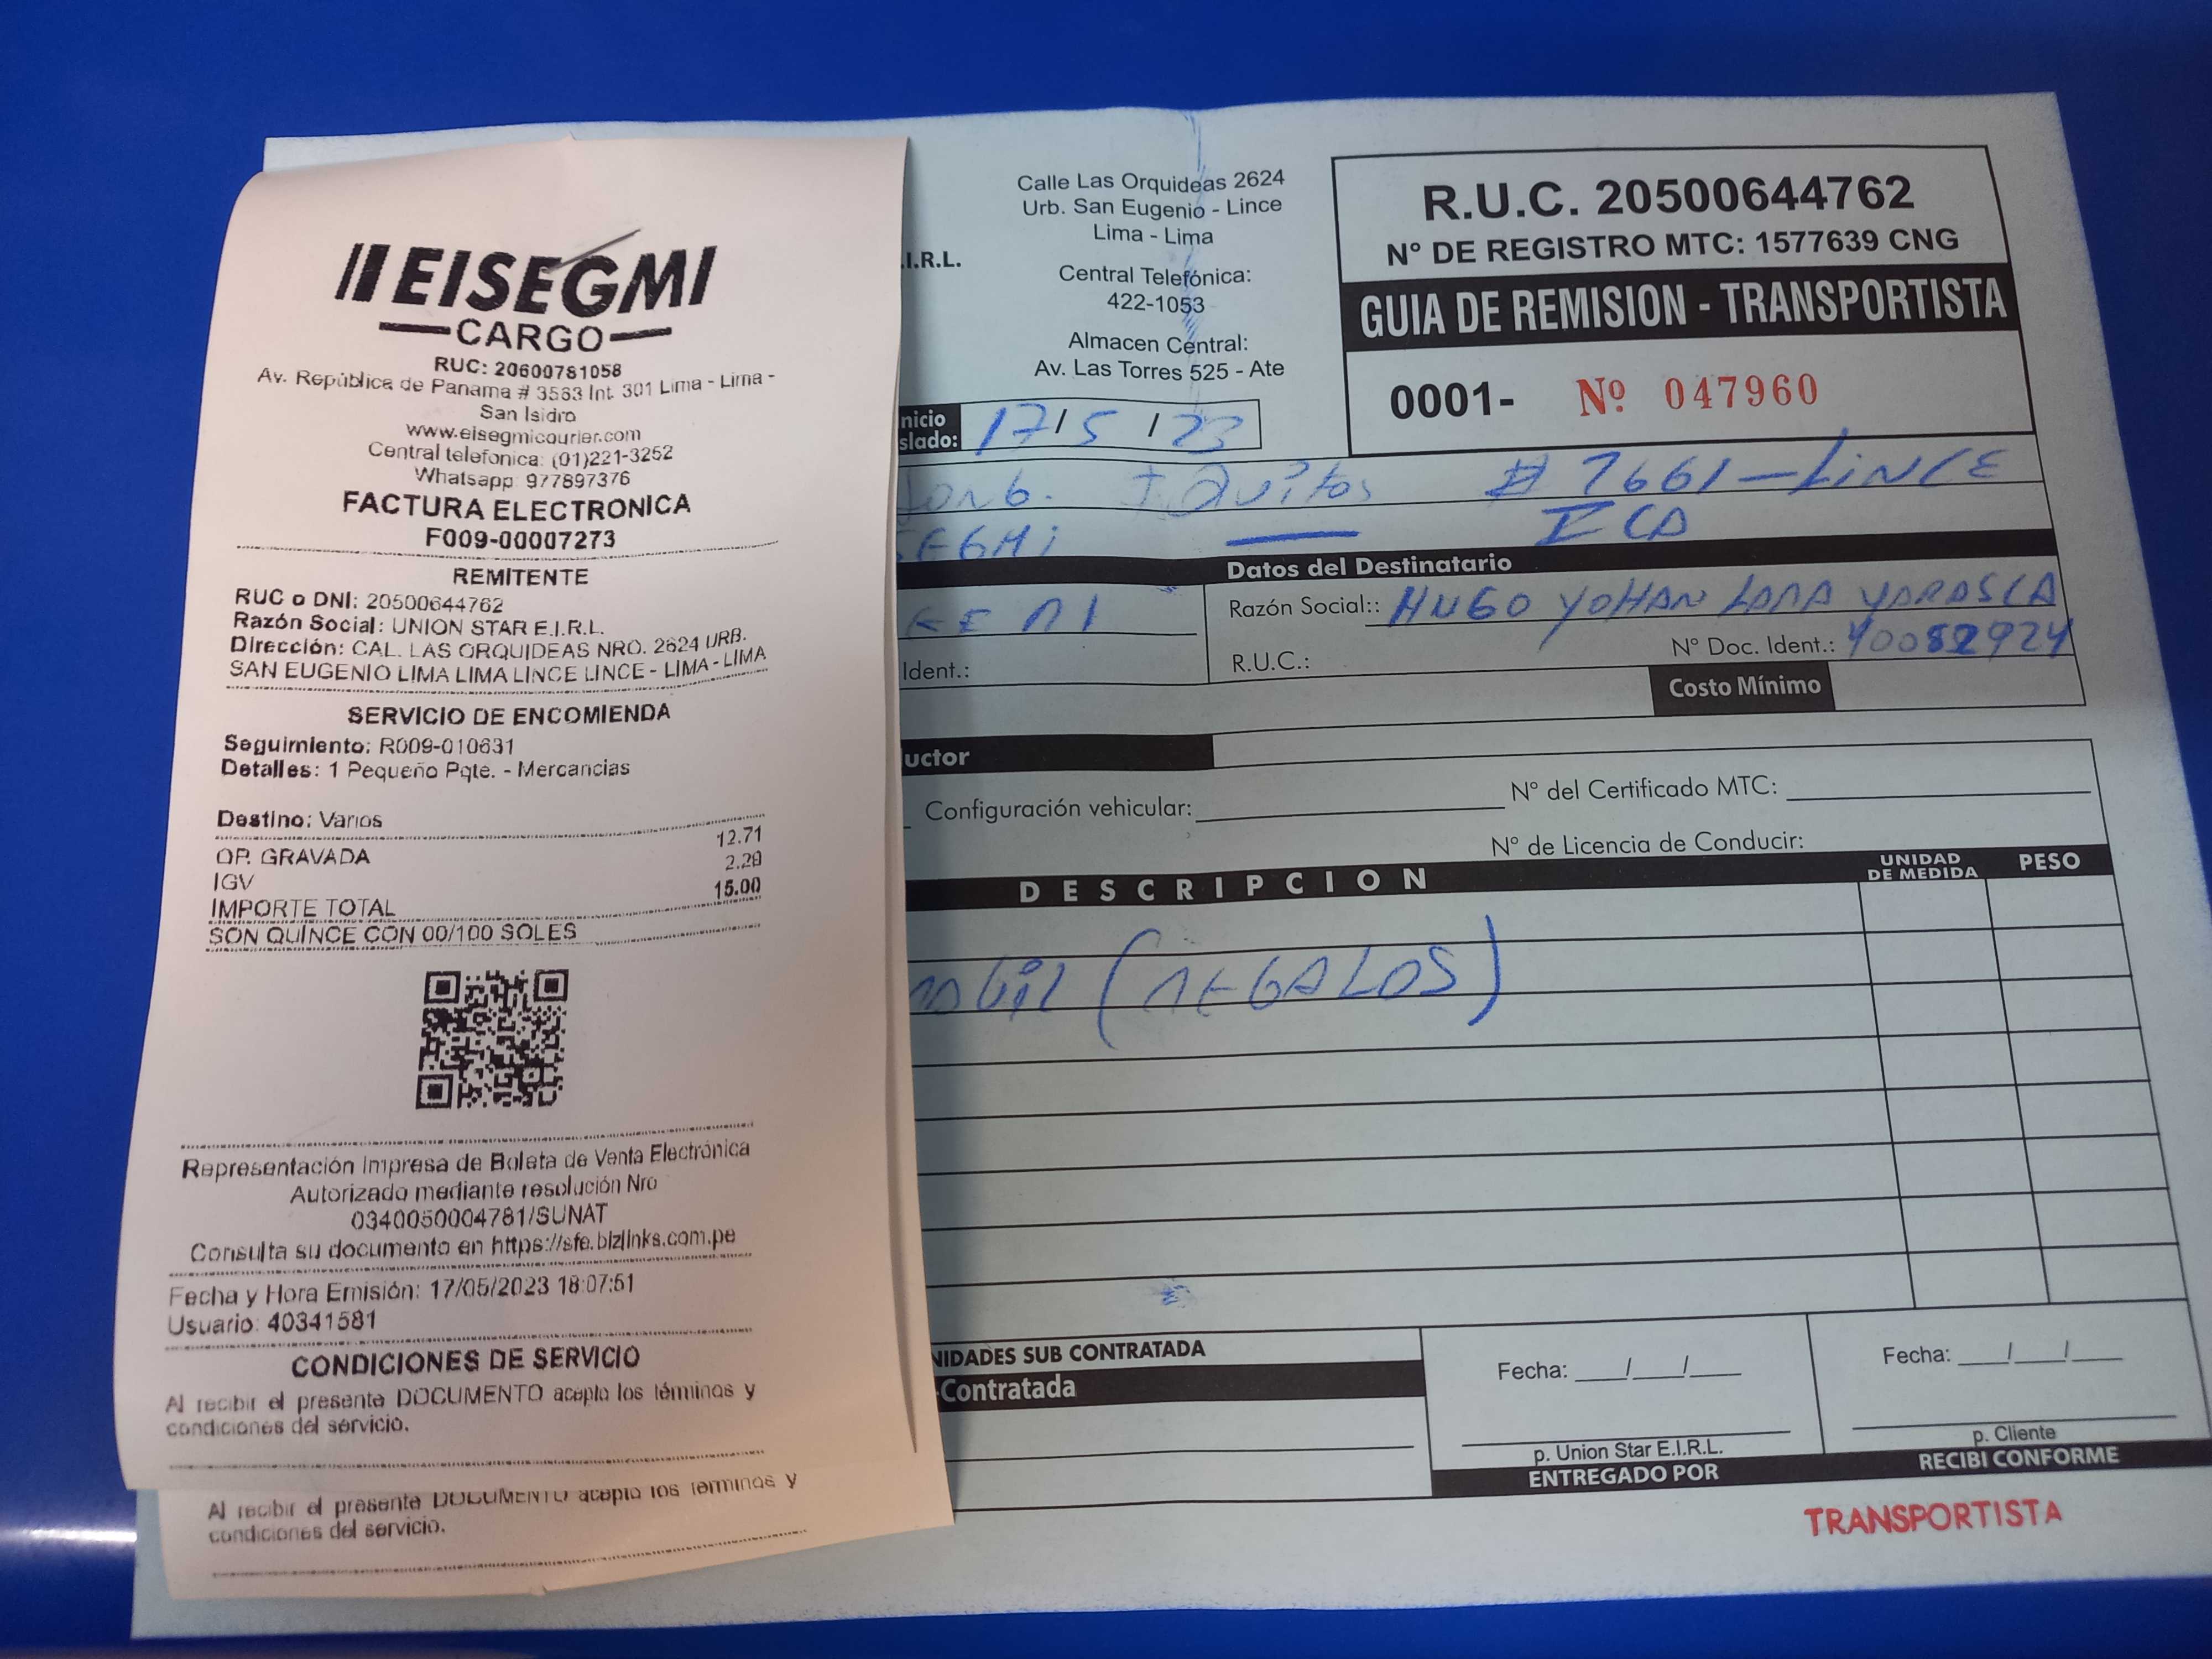 EISEGMI
CARGO
RUC: 20600781058
Av. República de Panama # 3563 Int. 301 Lima - Lima -
San Isidro
www.eisegmicourier.com
Central telefonica: (01)221-3252
Whatsapp: 977897376
FACTURA ELECTRONICA
F009-00007273
REMITENTE
RUC o DNI: 20500644762
Razón Social: UNION STAR E.I.R.L.
Dirección: CAL. LAS ORQUIDEAS NRO. 2624 URB.
SAN EUGENIO LIMA LIMA LINCE LINCE - LIMA - LIMA
SERVICIO DE ENCOMIENDA
Seguimiento: R009-010631
Detalles: 1 Pequeño Pqte. - Mercancias
Destino: Varios
OP. GRAVADA 12.71
IGV 2.29
IMPORTE TOTAL 15.00
SON QUINCE CON 00/100 SOLES
Representación Impresa de Boleta de Venta Electrónica
Autorizado mediante resolución Nro
0340050004781/SUNAT
Consulta su documento en https://sfe.bizlinks.com.pe
Fecha y Hora Emisión: 17/05/2023 18:07:51
Usuario: 40341581
CONDICIONES DE SERVICIO
Al recibir el presente DOCUMENTO acepto los términos y
condiciones del servicio.
Al recibir el presente DOCUMENTO acepto los términos y
condiciones del servicio.
.I.R.L.
Calle Las Orquideas 2624
Urb. San Eugenio - Lince
Lima - Lima
Central Telefónica:
422-1053
Almacen Central:
Av. Las Torres 525 - Ate
R.U.C. 20500644762
N° DE REGISTRO MTC: 1577639 CNG
GUIA DE REMISION - TRANSPORTISTA
0001- Nº 047960
nicio
slado: 17/5/23
IQuitos # 1661 - LiNCE
SEGMi ICA
Datos del Destinatario
Razón Social:: HUGO YOHAN LARA YARASCA
Ident.:
R.U.C.: N° Doc. Ident.: 40082924
Costo Mínimo
uctor
Configuración vehicular: N° del Certificado MTC:
N° de Licencia de Conducir:
DESCRIPCION UNIDAD DE MEDIDA PESO
(REGALOS)
NIDADES SUB CONTRATADA
-Contratada
Fecha: / /
p. Union Star E.I.R.L.
ENTREGADO POR
Fecha: / /
p. Cliente
RECIBI CONFORME
TRANSPORTISTA